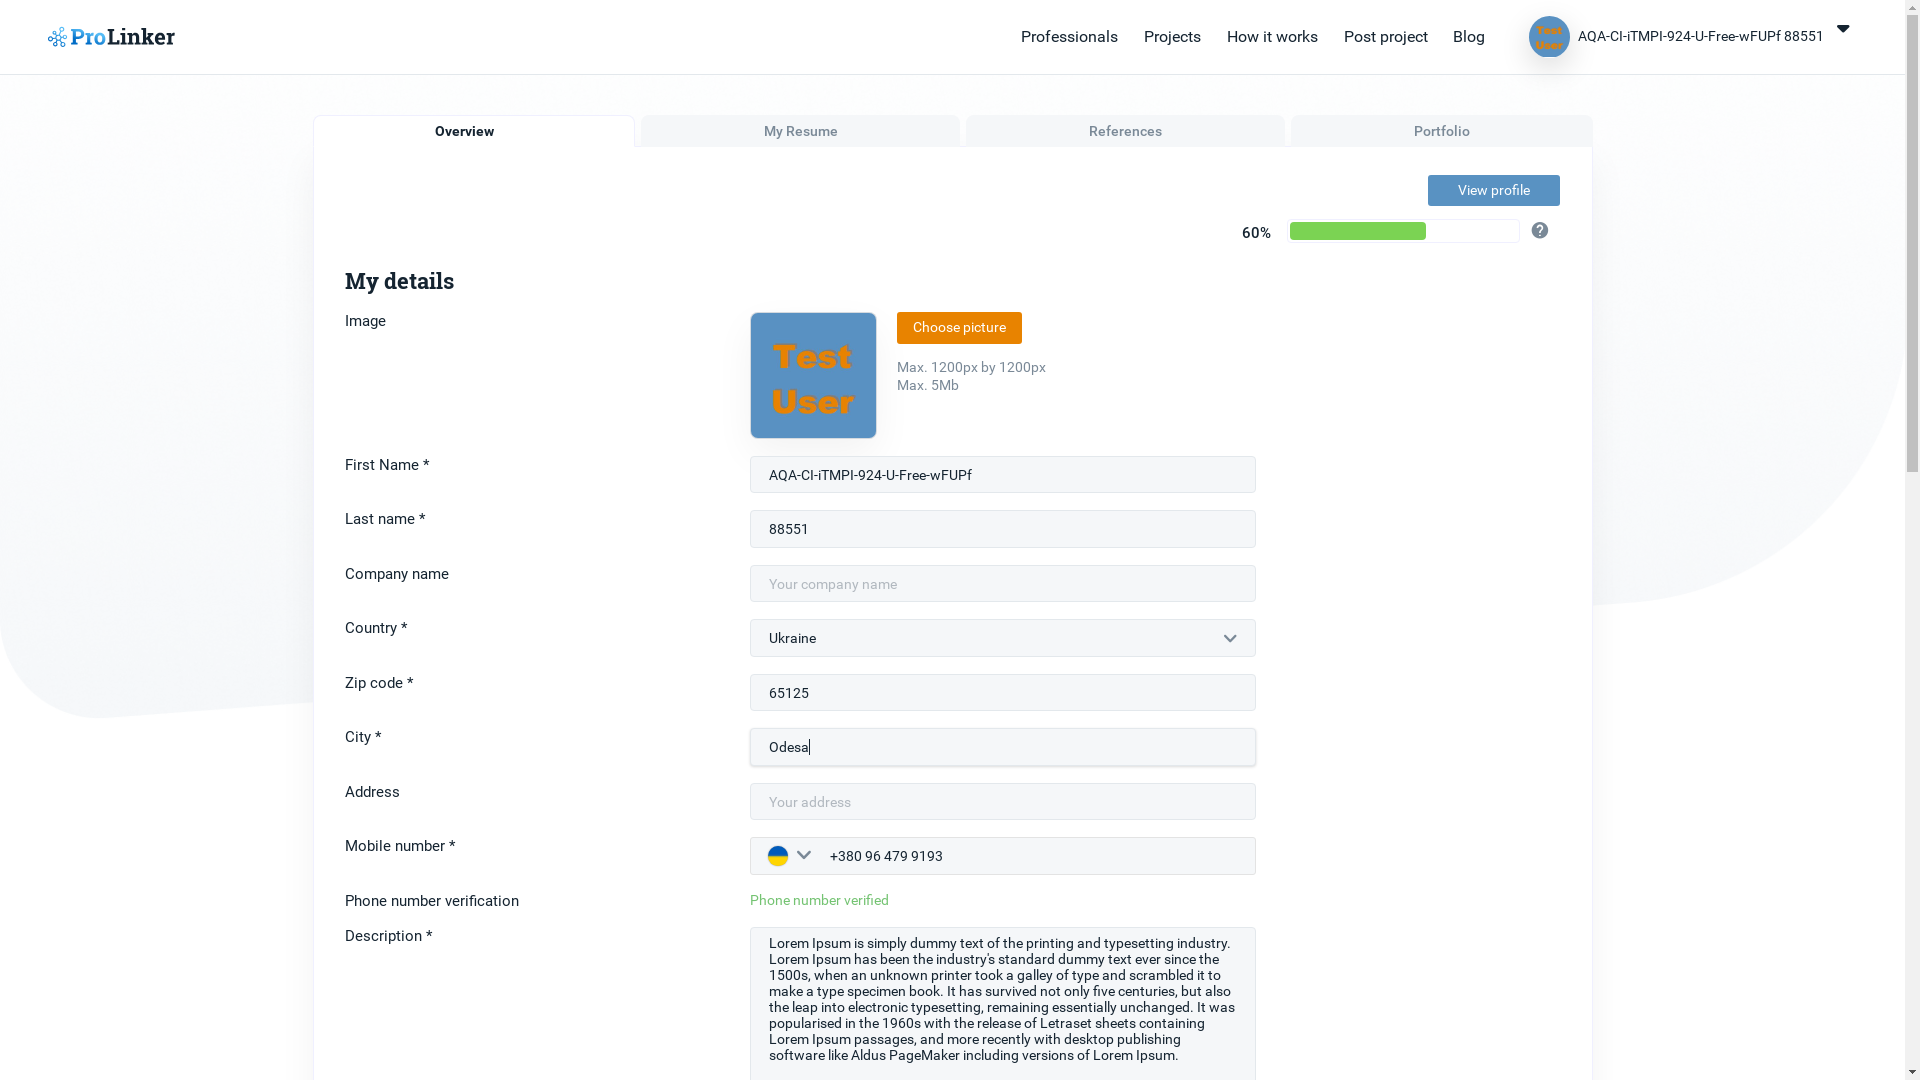 ProLinker
Professionals
Projects
How it works
Post project
Blog
Test
User
AQA-CI-iTMPI-924-U-Free-wFUPf 88551
Overview
My Resume
References
Portfolio
View profile
60%
?
My details
Image
Test
User
Choose picture
Max. 1200px by 1200px
Max. 5Mb
First Name *
AQA-CI-iTMPI-924-U-Free-wFUPf
Last name *
88551
Company name
Your company name
Country *
Ukraine
Zip code *
65125
City *
Odesa
Address
Your address
Mobile number *
+380 96 479 9193
Phone number verification
Phone number verified
Description *
Lorem Ipsum is simply dummy text of the printing and typesetting industry.
Lorem Ipsum has been the industry's standard dummy text ever since the
1500s, when an unknown printer took a galley of type and scrambled it to
make a type specimen book. It has survived not only five centuries, but also
the leap into electronic typesetting, remaining essentially unchanged. It was
popularised in the 1960s with the release of Letraset sheets containing
Lorem Ipsum passages, and more recently with desktop publishing
software like Aldus PageMaker including versions of Lorem Ipsum.